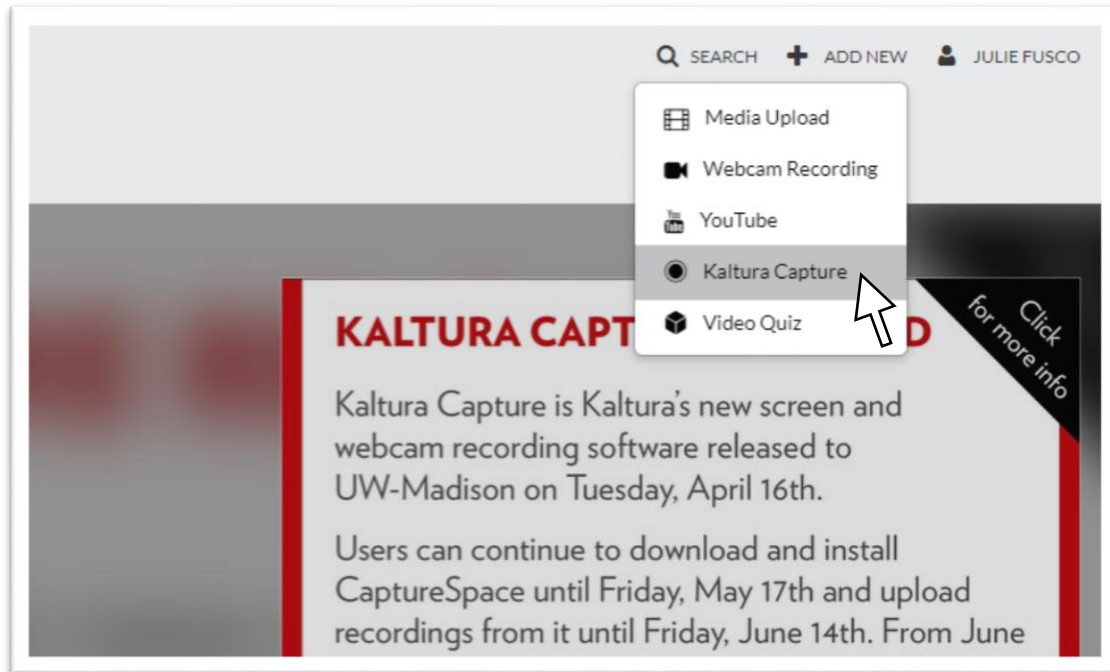 SEARCH ADD NEW JULIE FUSCO
Media Upload
Webcam Recording
You Tube YouTube
Kaltura Capture
Video Quiz
Click
for more info
KALTURA CAPT D
Kaltura Capture is Kaltura's new screen and
webcam recording software released to
UW-Madison on Tuesday, April 16th.
Users can continue to download and install
CaptureSpace until Friday, May 17th and upload
recordings from it until Friday, June 14th. From June